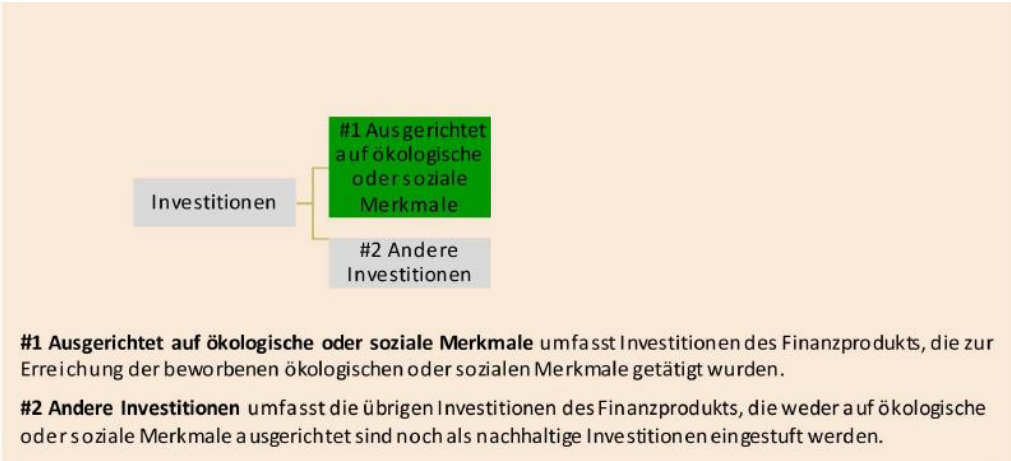 #1 Ausgerichtet
auf ökologische
oder soziale
Merkmale
Investitionen
#2 Andere
Investitionen
#1 Ausgerichtet auf ökologische oder soziale Merkmale umfasst Investitionen des Finanzprodukts, die zur
Erreichung der beworbenen ökologischen oder sozialen Merkmale getätigt wurden.
#2 Andere Investitionen umfasst die übrigen Investitionen des Finanzprodukts, die weder auf ökologische
oder soziale Merkmale ausgerichtet sind noch als nachhaltige Investitionen eingestuft werden.